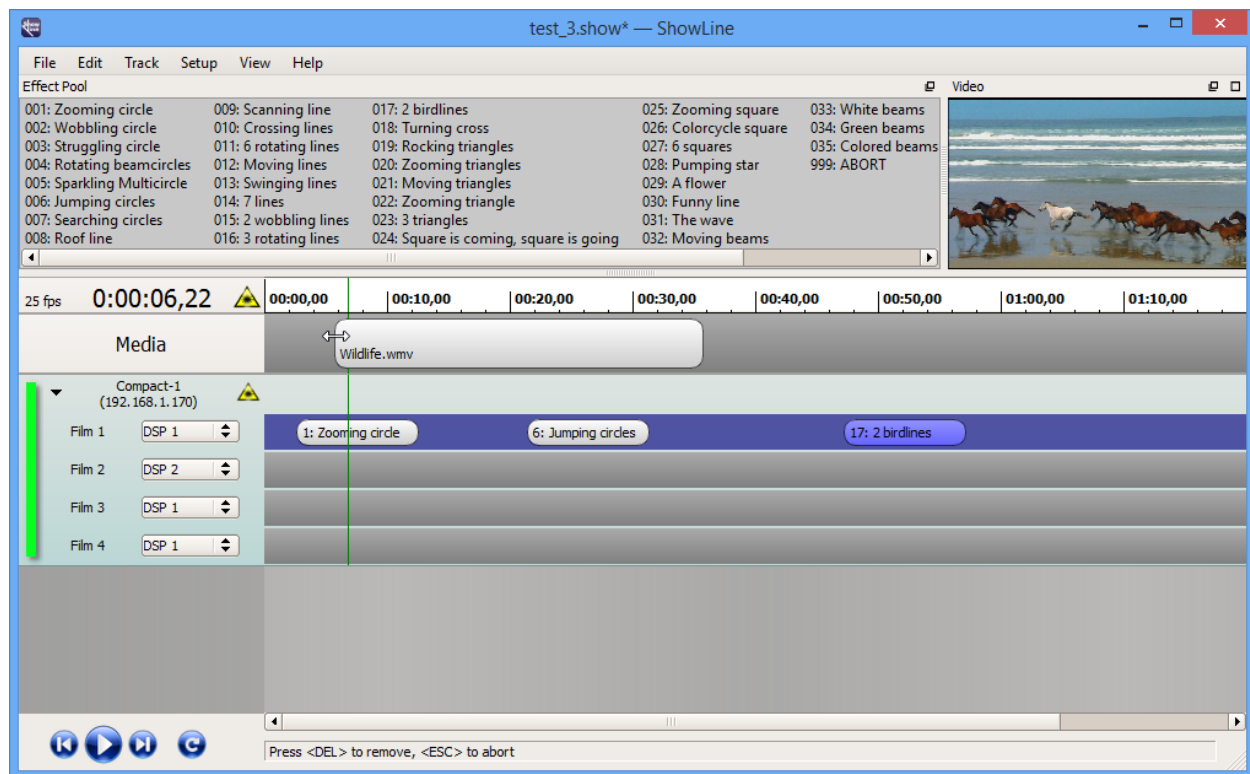 test_3.show* — ShowLine
File Edit Track Setup View Help
Effect Pool
Video
001: Zooming circle 009: Scanning line 017: 2 birdlines 025: Zooming square 033: White beams
002: Wobbling circle 010: Crossing lines 018: Turning cross 026: Colorcycle square 034: Green beams
003: Struggling circle 011: 6 rotating lines 019: Rocking triangles 027: 6 squares 035: Colored beams
004: Rotating beamcircles 012: Moving lines 020: Zooming triangles 028: Pumping star 999: ABORT
005: Sparkling Multicircle 013: Swinging lines 021: Moving triangles 029: A flower
006: Jumping circles 014: 7 lines 022: Zooming triangle 030: Funny line
007: Searching circles 015: 2 wobbling lines 023: 3 triangles 031: The wave
008: Roof line 016: 3 rotating lines 024: Square is coming, square is going 032: Moving beams
25 fps 0:00:06,22 00:00,00 00:10,00 00:20,00 00:30,00 00:40,00 00:50,00 01:00,00 01:10,00
Media
Wildlife.wmv
Compact-1
(192.168.1.170)
Film 1 DSP 1 1: Zooming circle 6: Jumping circles 17: 2 birdlines
Film 2 DSP 2
Film 3 DSP 1
Film 4 DSP 1
Press <DEL> to remove, <ESC> to abort